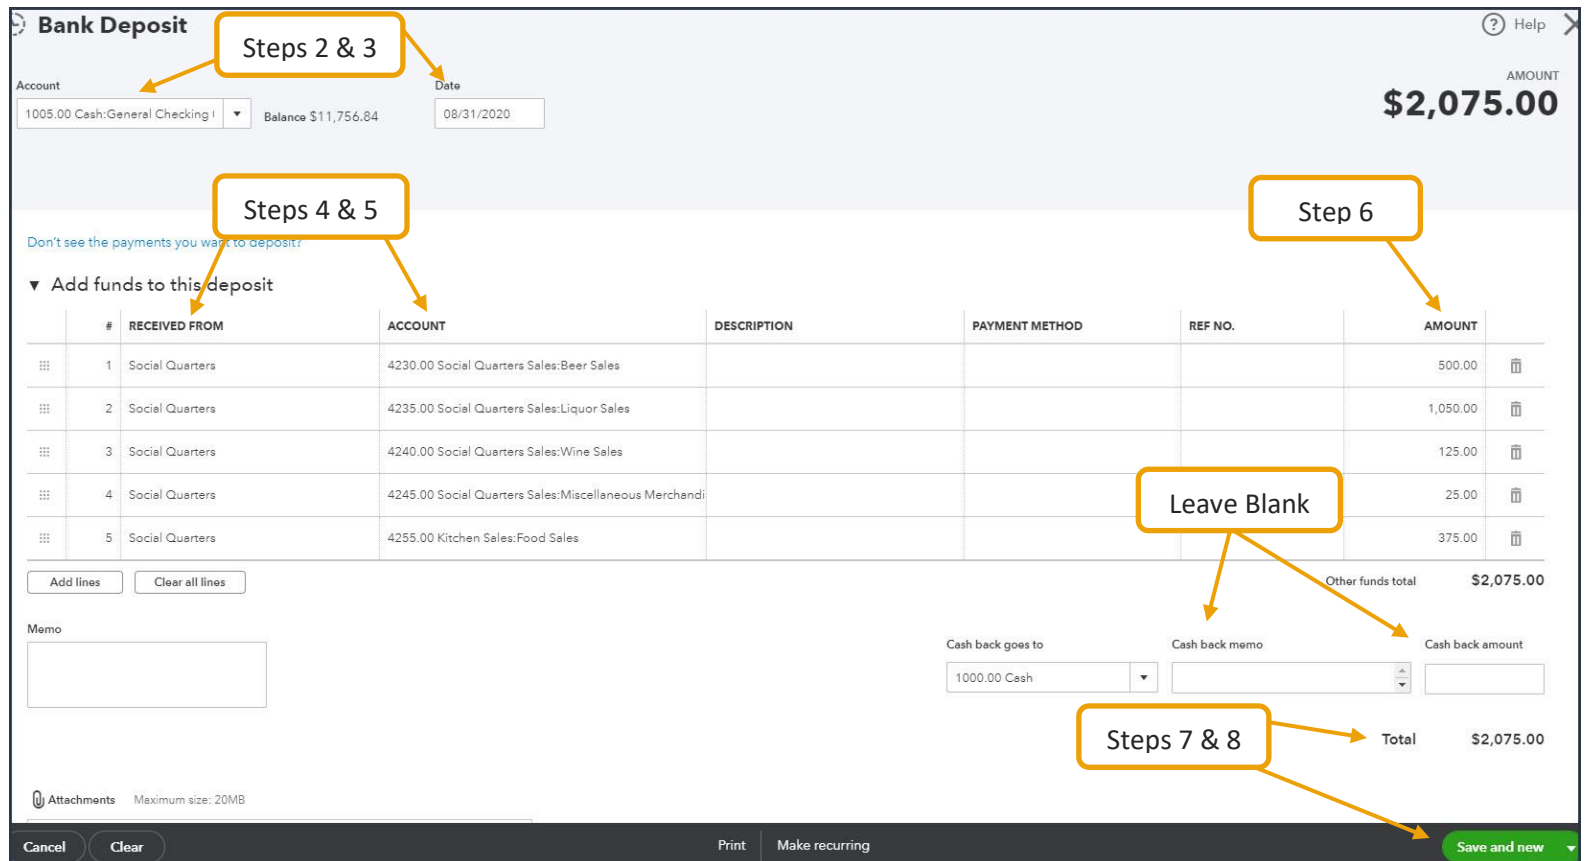 Bank Deposit
Steps 2 & 3
Help
Account
Date
AMOUNT
1005.00 Cash:General Checking
Balance $11,756.84
08/31/2020
$2,075.00
Steps 4 & 5
Step 6
Don't see the payments you want to deposit?
Add funds to this deposit
# RECEIVED FROM ACCOUNT DESCRIPTION PAYMENT METHOD REF NO. AMOUNT
1 Social Quarters 4230.00 Social Quarters Sales:Beer Sales 500.00
2 Social Quarters 4235.00 Social Quarters Sales:Liquor Sales 1,050.00
3 Social Quarters 4240.00 Social Quarters Sales:Wine Sales 125.00
4 Social Quarters 4245.00 Social Quarters Sales:Miscellaneous Merchandi 25.00
Leave Blank
5 Social Quarters 4255.00 Kitchen Sales:Food Sales 375.00
Add lines Clear all lines Other funds total $2,075.00
Memo
Cash back goes to Cash back memo Cash back amount
1000.00 Cash
Steps 7 & 8
Total $2,075.00
Attachments Maximum size: 20MB
Cancel Clear Print Make recurring Save and new